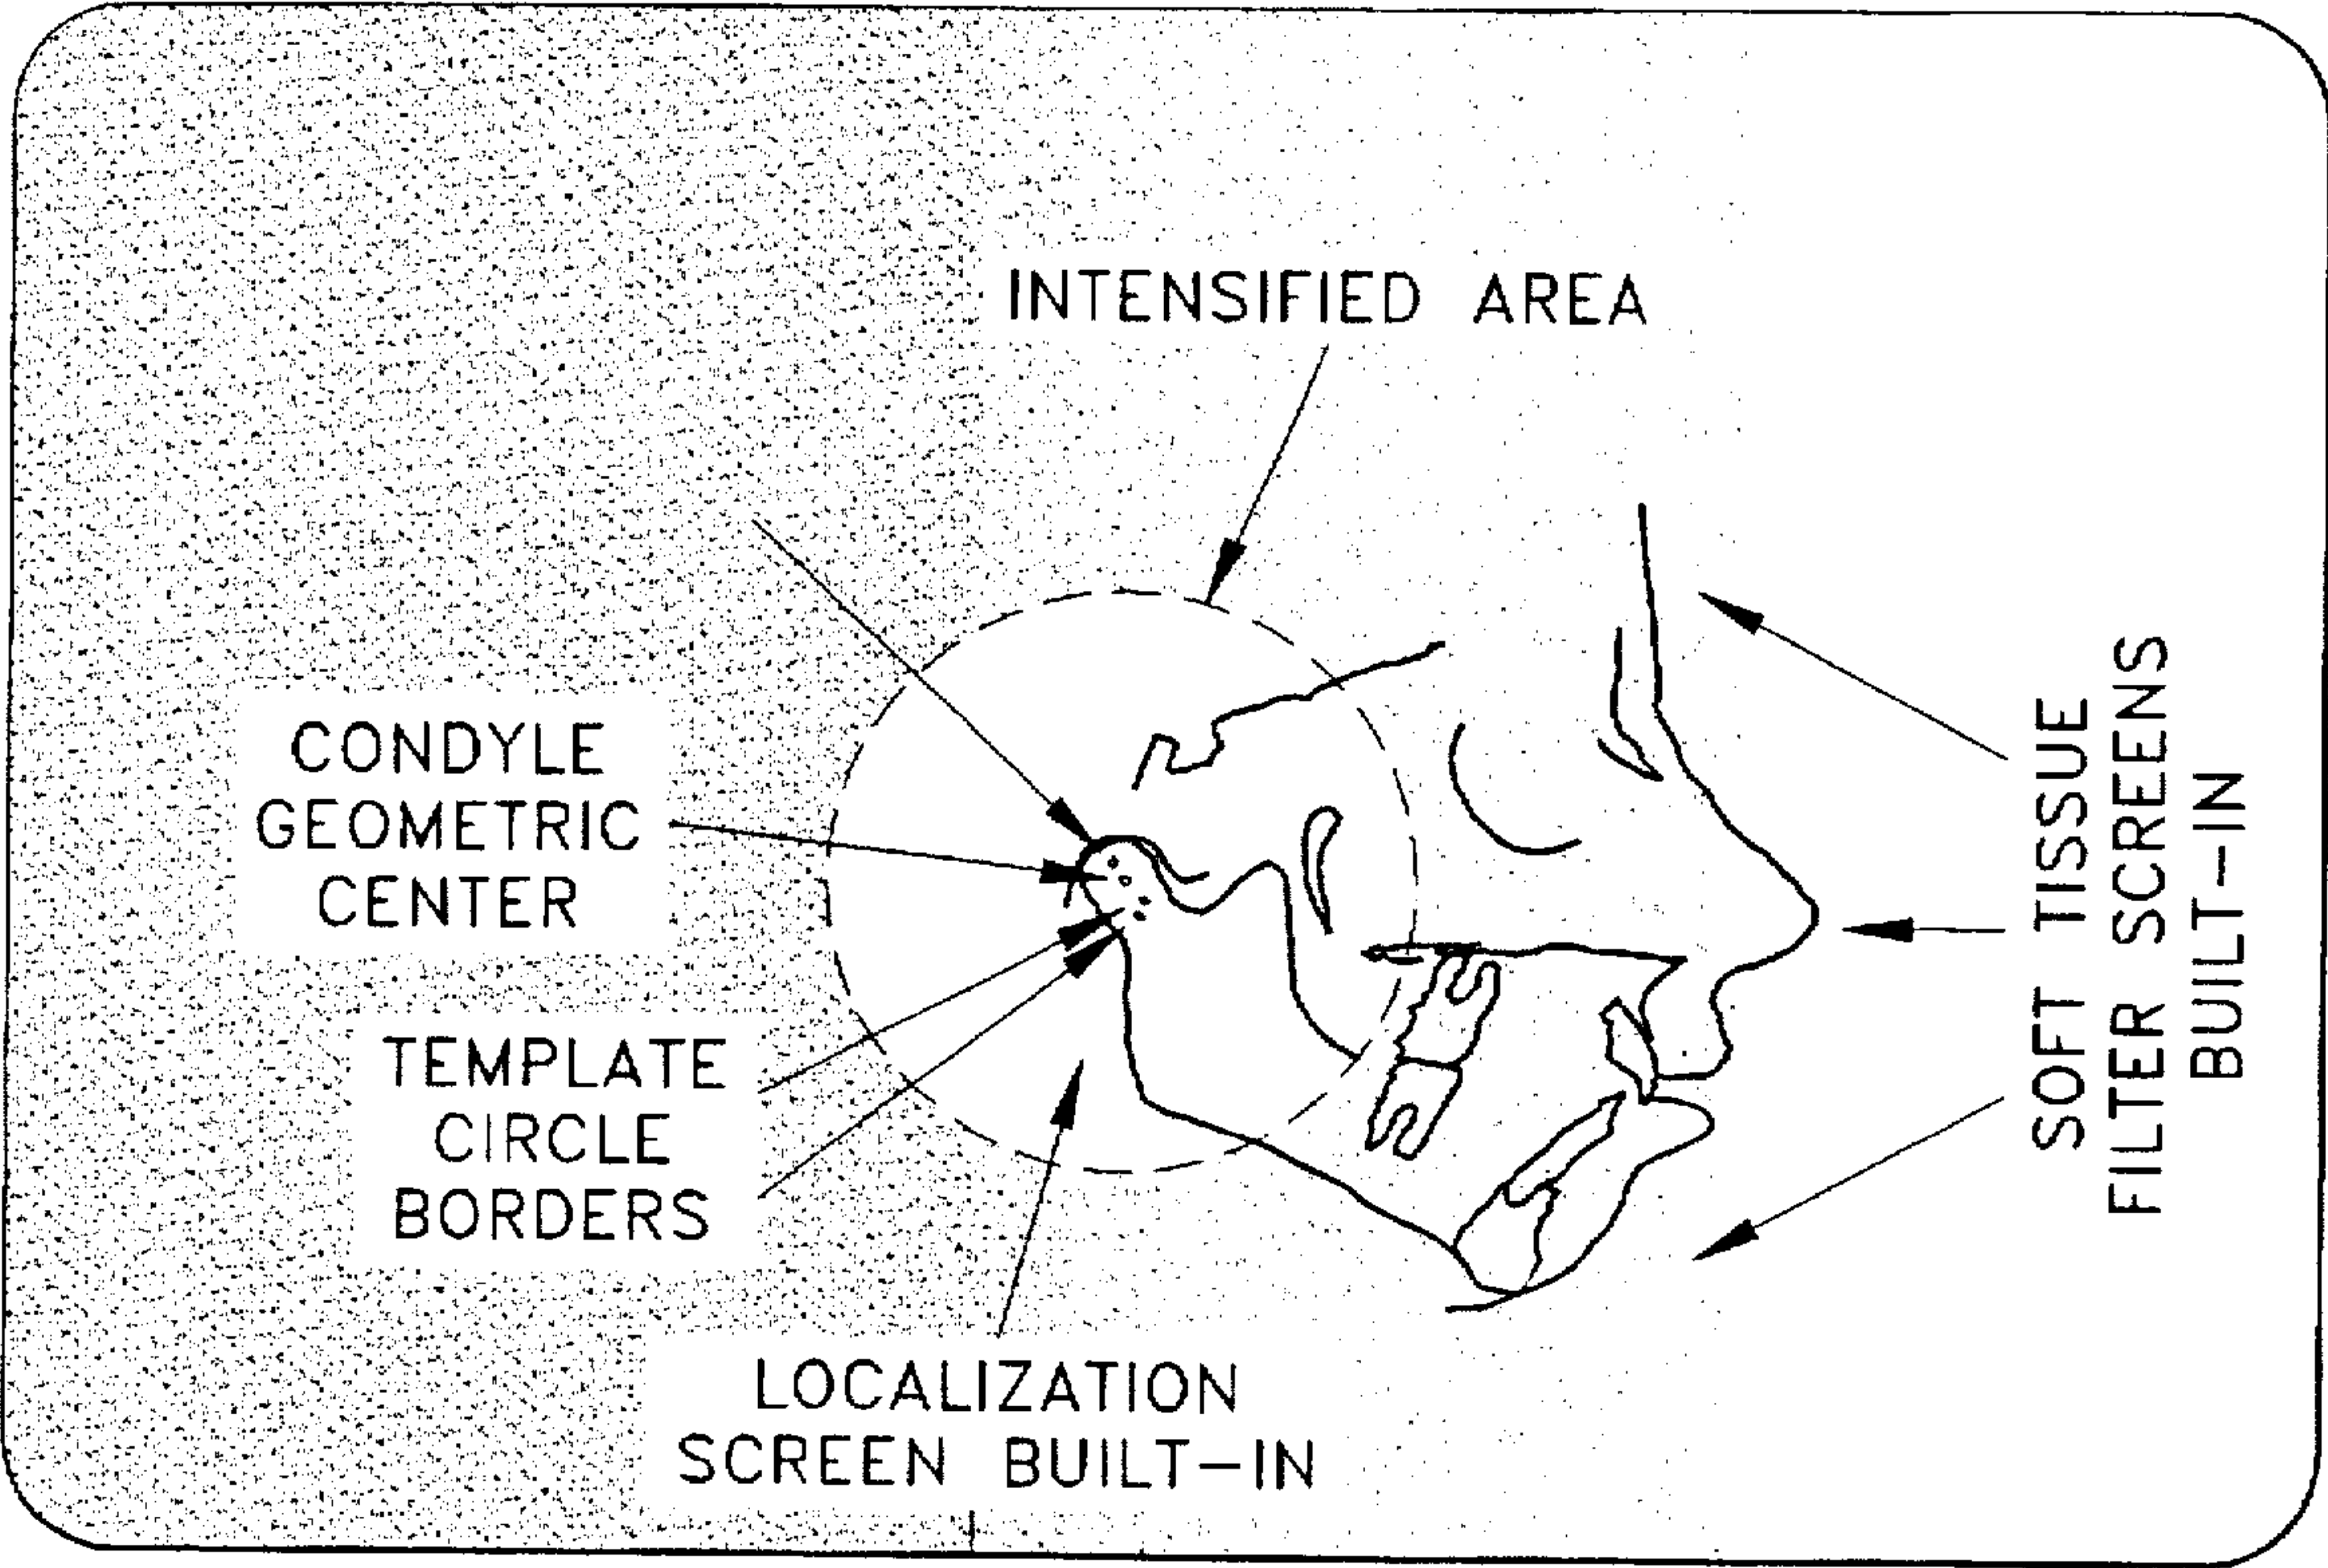 INTENSIFIED AREA
CONDYLE
GEOMETRIC
CENTER
TEMPLATE
CIRCLE
BORDERS
LOCALIZATION
SCREEN BUILT-IN
SOFT TISSUE
FILTER SCREENS
BUILT-IN